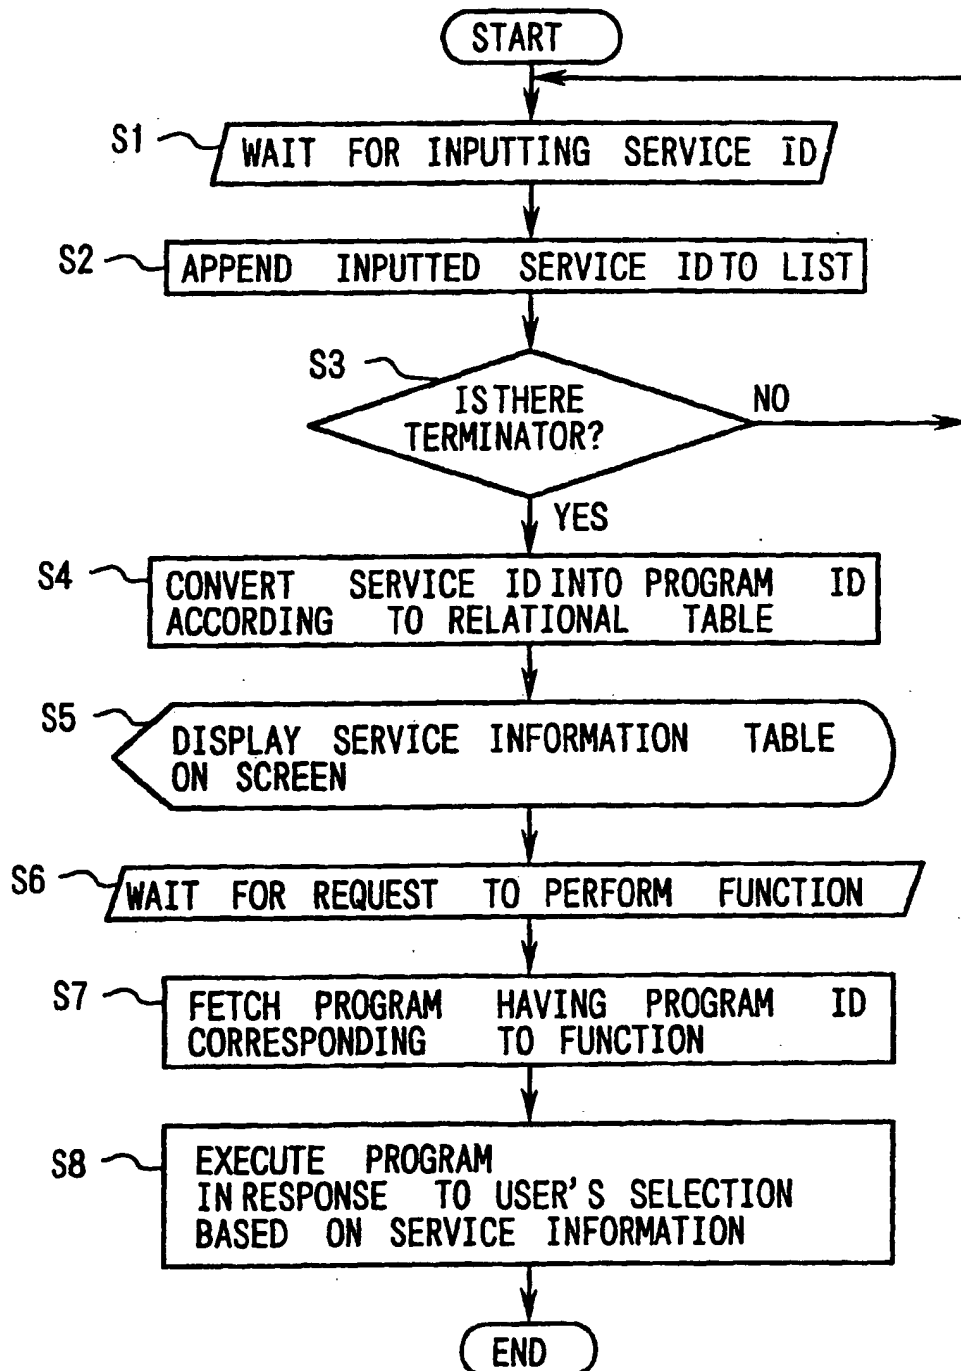 START
S1
WAIT FOR INPUTTING SERVICE ID
S2
APPEND INPUTTED SERVICE ID TO LIST
S3
IS THERE
TERMINATOR?
NO
YES
S4
CONVERT SERVICE ID INTO PROGRAM ID
ACCORDING TO RELATIONAL TABLE
S5
DISPLAY SERVICE INFORMATION TABLE
ON SCREEN
S6
WAIT FOR REQUEST TO PERFORM FUNCTION
S7
FETCH PROGRAM HAVING PROGRAM ID
CORRESPONDING TO FUNCTION
S8
EXECUTE PROGRAM
IN RESPONSE TO USER'S SELECTION
BASED ON SERVICE INFORMATION
END